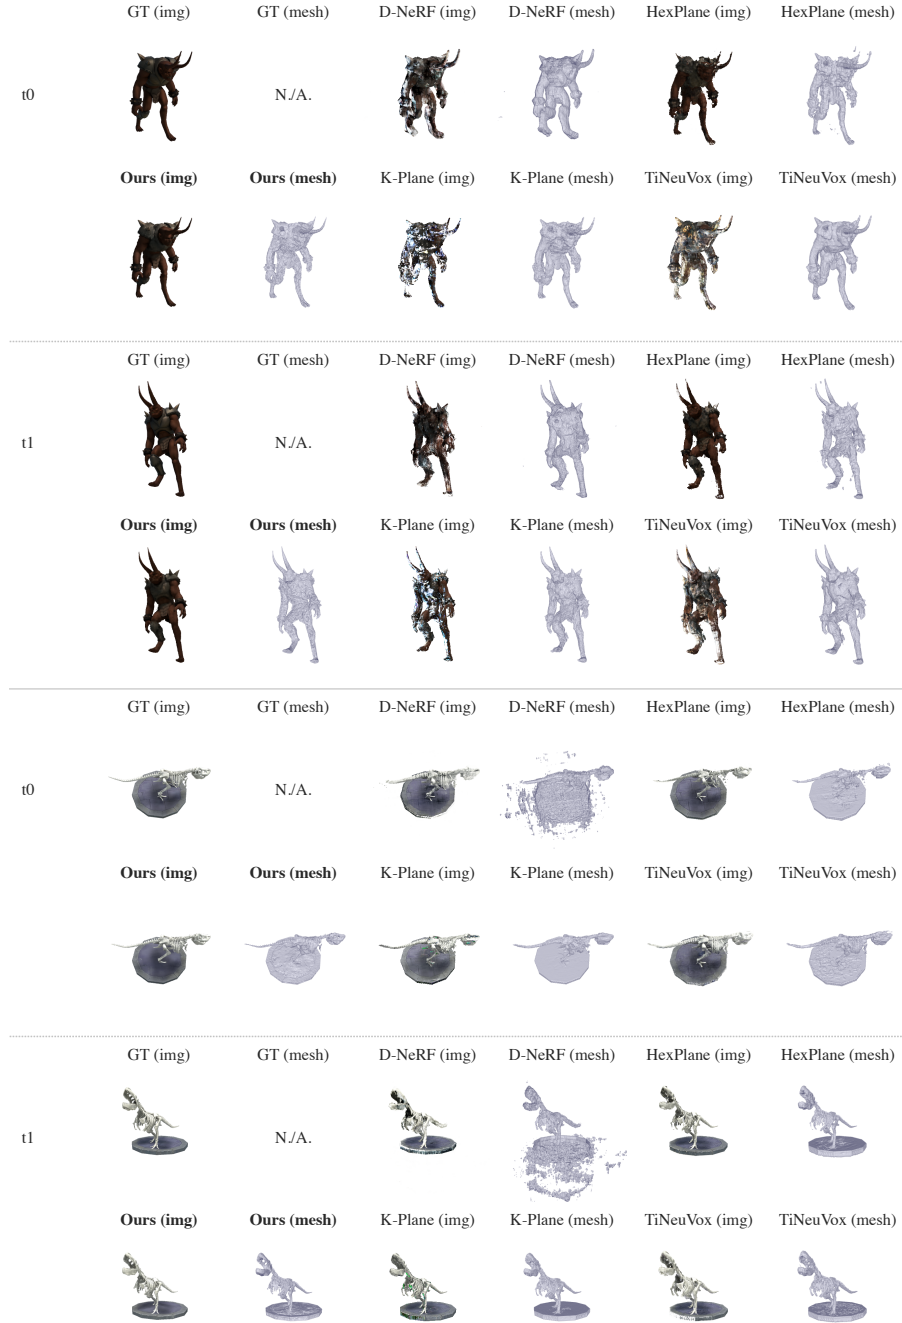 GT (img) GT (mesh) D-NeRF (img) D-NeRF (mesh) HexPlane (img) HexPlane (mesh)
t0 N./A.
Ours (img) Ours (mesh) K-Plane (img) K-Plane (mesh) TiNeuVox (img) TiNeuVox (mesh)
GT (img) GT (mesh) D-NeRF (img) D-NeRF (mesh) HexPlane (img) HexPlane (mesh)
t1 N./A.
Ours (img) Ours (mesh) K-Plane (img) K-Plane (mesh) TiNeuVox (img) TiNeuVox (mesh)
GT (img) GT (mesh) D-NeRF (img) D-NeRF (mesh) HexPlane (img) HexPlane (mesh)
t0 N./A.
Ours (img) Ours (mesh) K-Plane (img) K-Plane (mesh) TiNeuVox (img) TiNeuVox (mesh)
GT (img) GT (mesh) D-NeRF (img) D-NeRF (mesh) HexPlane (img) HexPlane (mesh)
t1 N./A.
Ours (img) Ours (mesh) K-Plane (img) K-Plane (mesh) TiNeuVox (img) TiNeuVox (mesh)